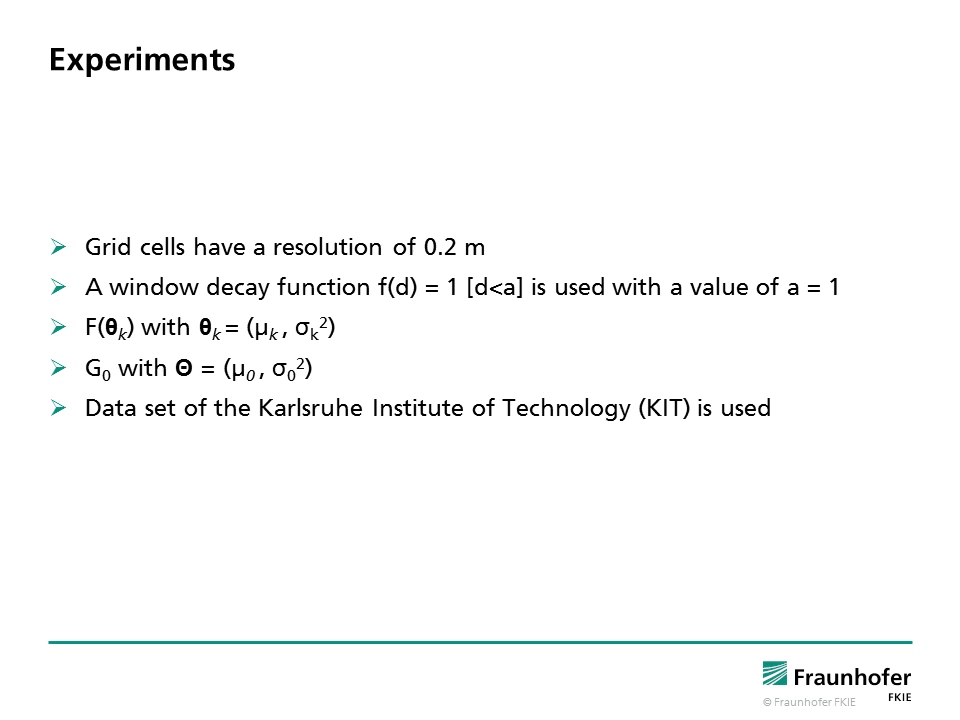 Experiments
➢ Grid cells have a resolution of 0.2 m
➢ A window decay function f(d) = 1 [d<a] is used with a value of a = 1
➢ F(θₖ) with θₖ = (μₖ , σₖ²)
➢ G₀ with Θ = (μ₀ , σ₀²)
➢ Data set of the Karlsruhe Institute of Technology (KIT) is used
Fraunhofer
FKIE
© Fraunhofer FKIE